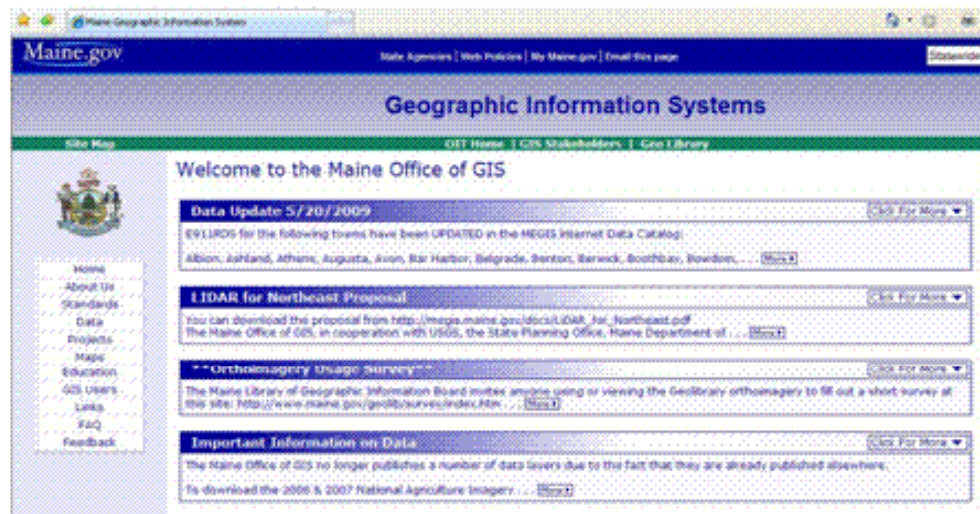 Maine Geographic Information System
Maine.gov
State Agencies | Web Policies | My Maine.gov | Email this page
Statewide
Geographic Information Systems
Site Map
OIT Home | GIS Stakeholders | Geo Library
Welcome to the Maine Office of GIS
Data Update 5/20/2009
Click For More
E911RDS for the following towns have been UPDATED in the MEGIS Internet Data Catalog:
Albion, Ashland, Athens, Augusta, Avon, Bar Harbor, Belgrade, Benton, Berwick, Boothbay, Bowdoin, . . . More
LIDAR for Northeast Proposal
Click For More
You can download the proposal from http://megis.maine.gov/docs/LiDAR_for_Northeast.pdf
The Maine Office of GIS, in cooperation with USGS, the State Planning Office, Maine Department of . . . More
**Orthoimagery Usage Survey**
Click For More
The Maine Library of Geographic Information Board invites anyone using or viewing the Geolibrary orthoimagery to fill out a short survey at
this site: http://www.maine.gov/geolib/survey/index.htm . . . More
Important Information on Data
Click For More
The Maine Office of GIS no longer publishes a number of data layers due to the fact that they are already published elsewhere.
To download the 2006 & 2007 National Agriculture Imagery . . . More
Home
About Us
Standards
Data
Projects
Maps
Education
GIS Users
Links
FAQ
Feedback